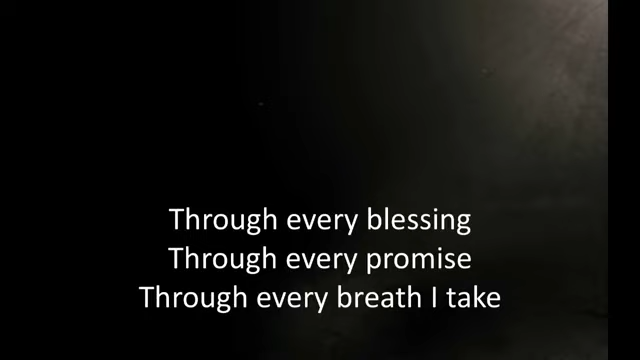 Through every blessing
Through every promise
Through every breath I take